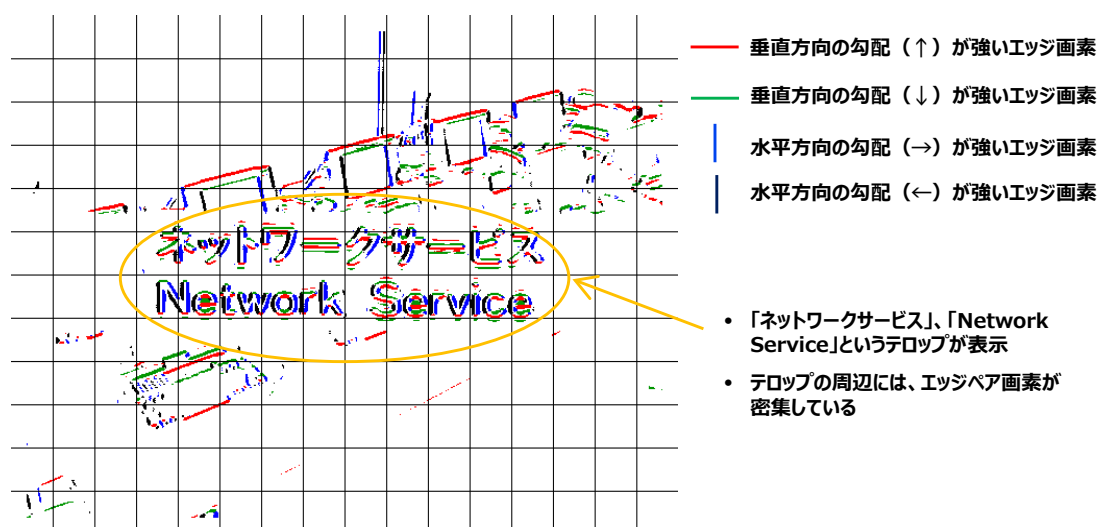 垂直方向の勾配（↑）が強いエッジ画素
垂直方向の勾配（↓）が強いエッジ画素
水平方向の勾配（→）が強いエッジ画素
水平方向の勾配（←）が強いエッジ画素
ネットワークサービス
Network Service
• 「ネットワークサービス」、「Network
Service」というテロップが表示
• テロップの周辺には、エッジペア画素が
密集している